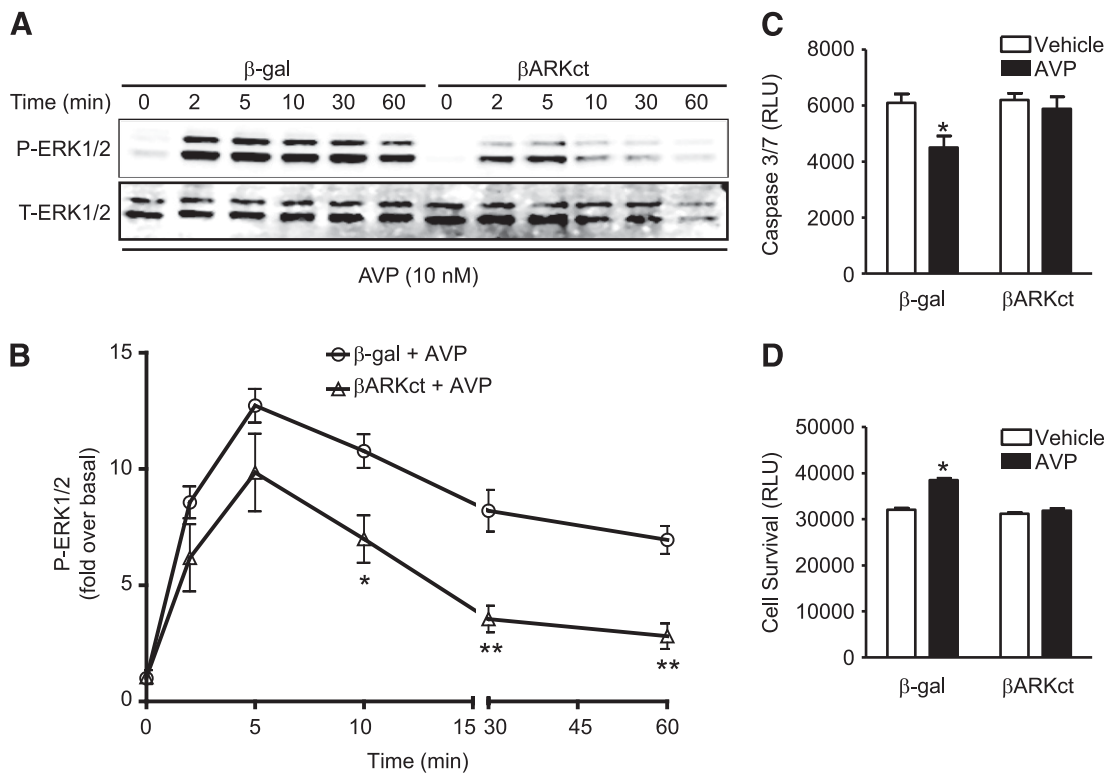 A
β-gal
βARKct
Time (min) 0 2 5 10 30 60 0 2 5 10 30 60
P-ERK1/2
T-ERK1/2
AVP (10 nM)
B
P-ERK1/2
(fold over basal)
15
10
5
0
β-gal + AVP
βARKct + AVP
*
**
**
0 5 10 15 30 45 60
Time (min)
C
Caspase 3/7 (RLU)
8000
6000
4000
2000
0
Vehicle
AVP
*
β-gal βARKct
D
Cell Survival (RLU)
50000
40000
30000
20000
10000
0
Vehicle
AVP
*
β-gal βARKct